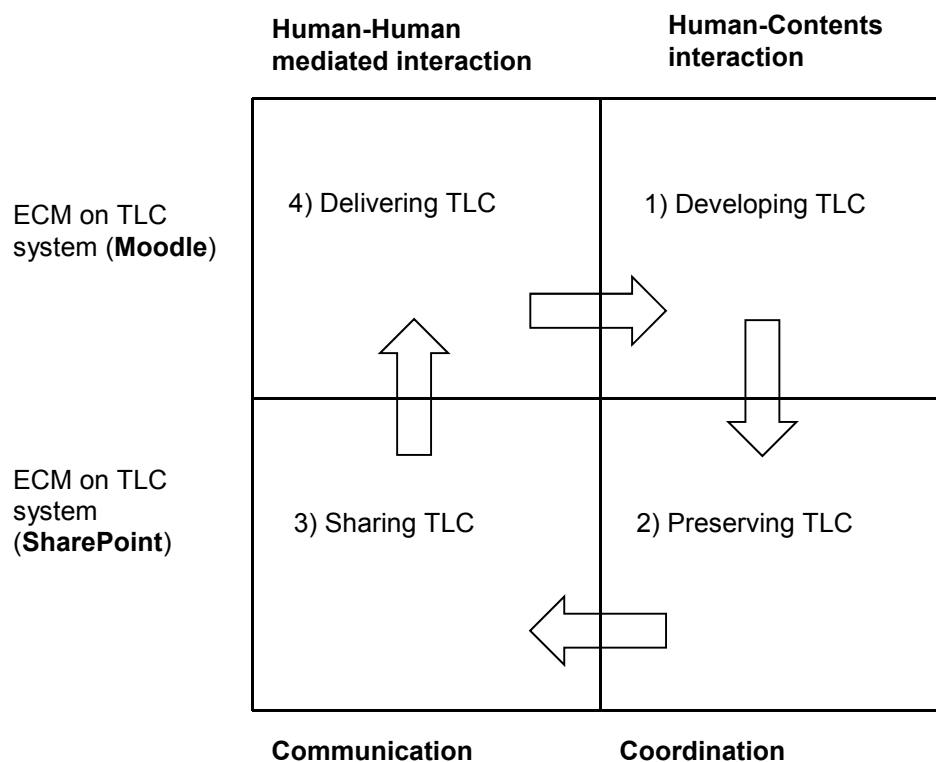 Human-Human
mediated interaction
Human-Contents
interaction
ECM on TLC
system (Moodle)
4) Delivering TLC
1) Developing TLC
ECM on TLC
system
(SharePoint)
3) Sharing TLC
2) Preserving TLC
Communication
Coordination